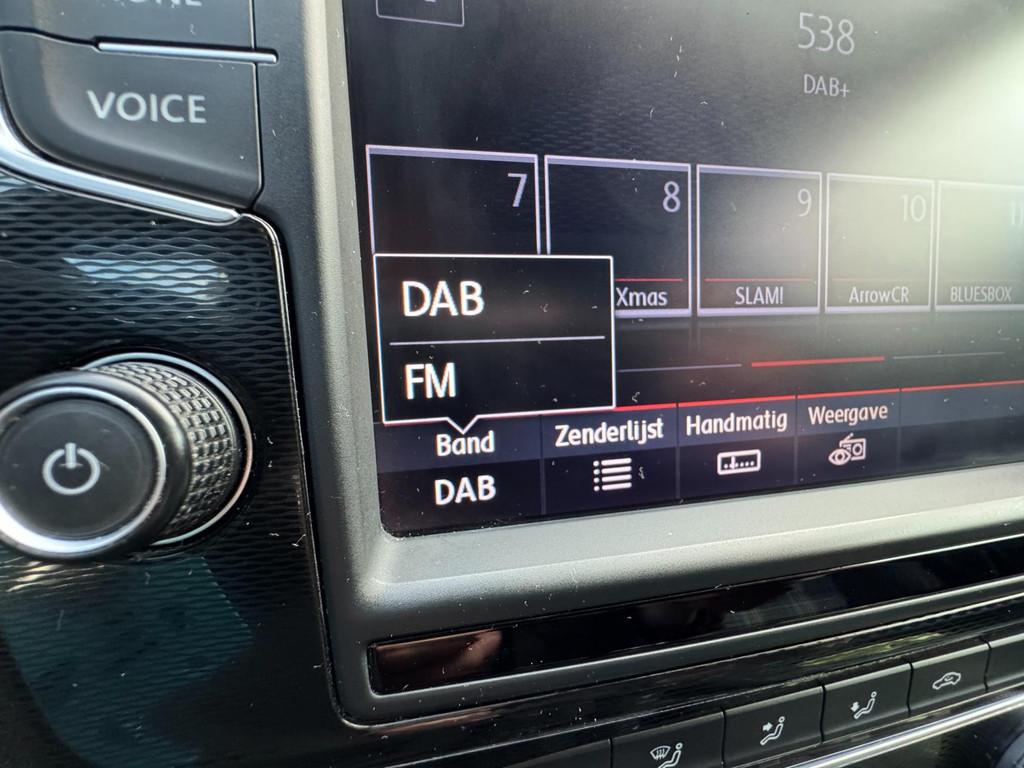 VOICE
538
DAB+
7
8
9
10
Xmas
SLAM!
ArrowCR
BLUESBOX
DAB
FM
Band
Zenderlijst
Handmatig
Weergave
DAB